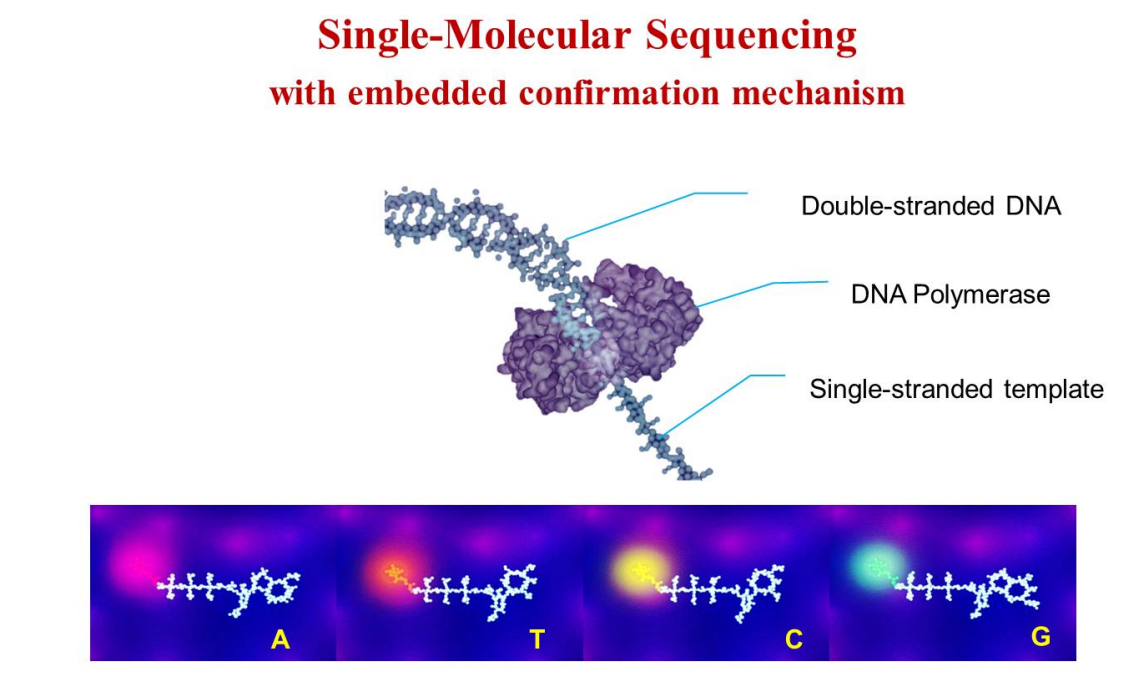 Single-Molecular Sequencing
with embedded confirmation mechanism
Double-stranded DNA
DNA Polymerase
Single-stranded template
A
T
C
G